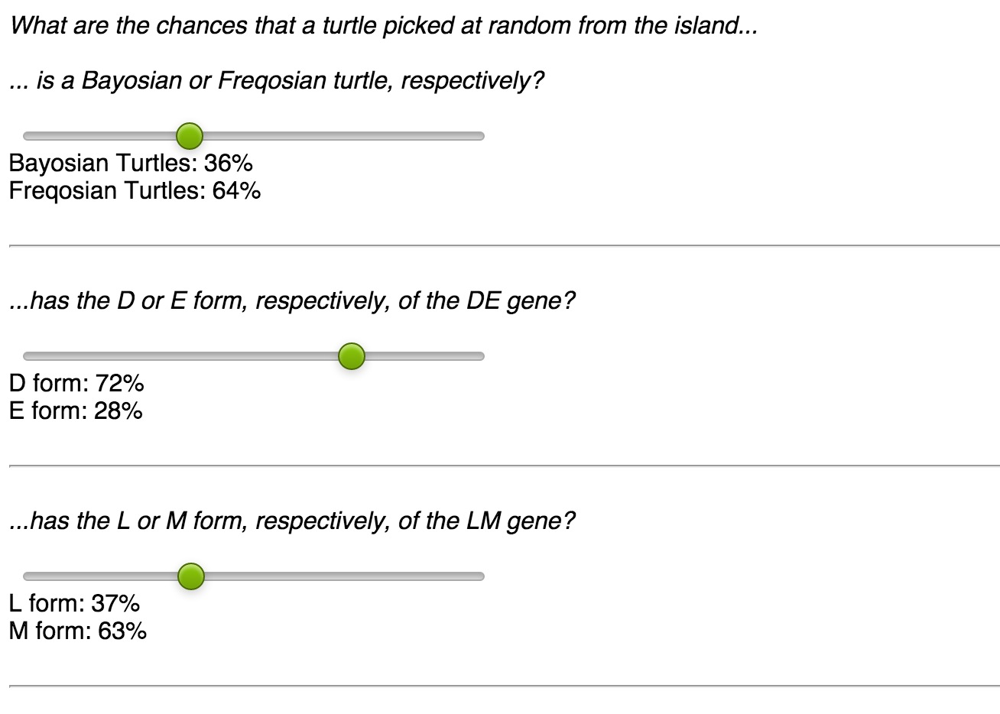 What are the chances that a turtle picked at random from the island...
... is a Bayosian or Freqosian turtle, respectively?
Bayosian Turtles: 36%
Freqosian Turtles: 64%
...has the D or E form, respectively, of the DE gene?
D form: 72%
E form: 28%
...has the L or M form, respectively, of the LM gene?
L form: 37%
M form: 63%